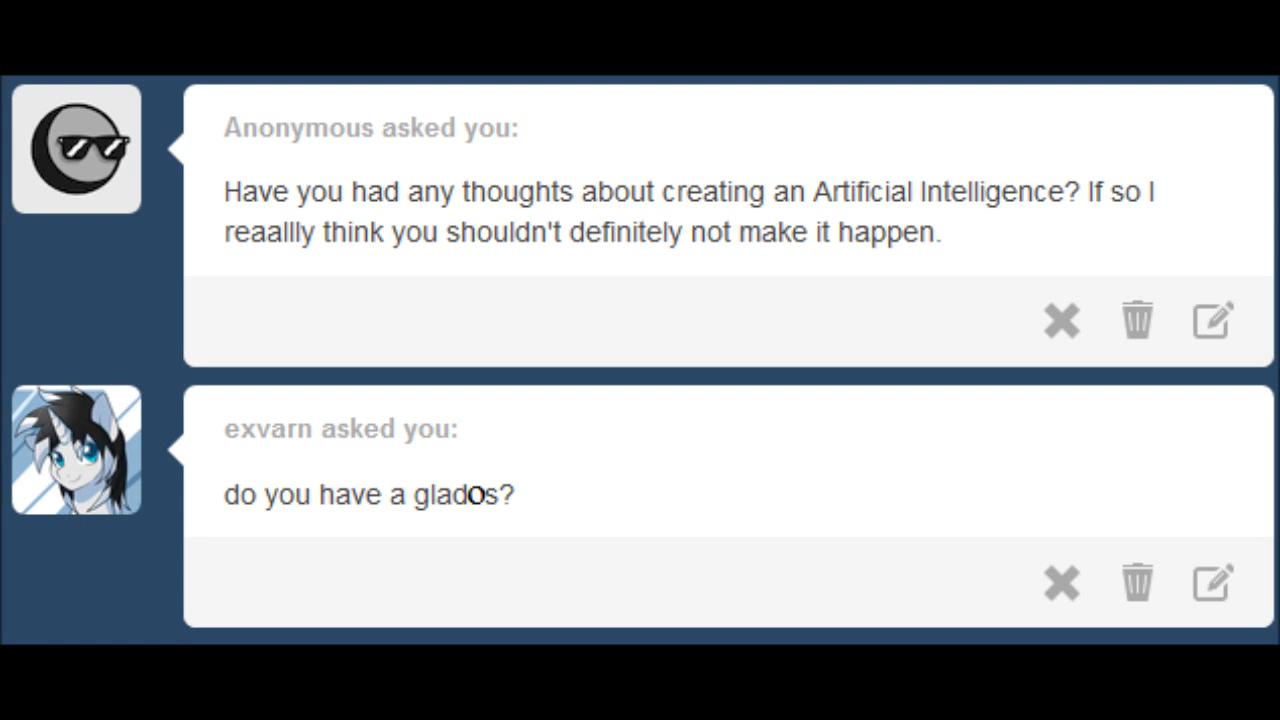 Anonymous asked you:
Have you had any thoughts about creating an Artificial Intelligence? If so I
reaallly think you shouldn't definitely not make it happen.
exvarn asked you:
do you have a gladOs?